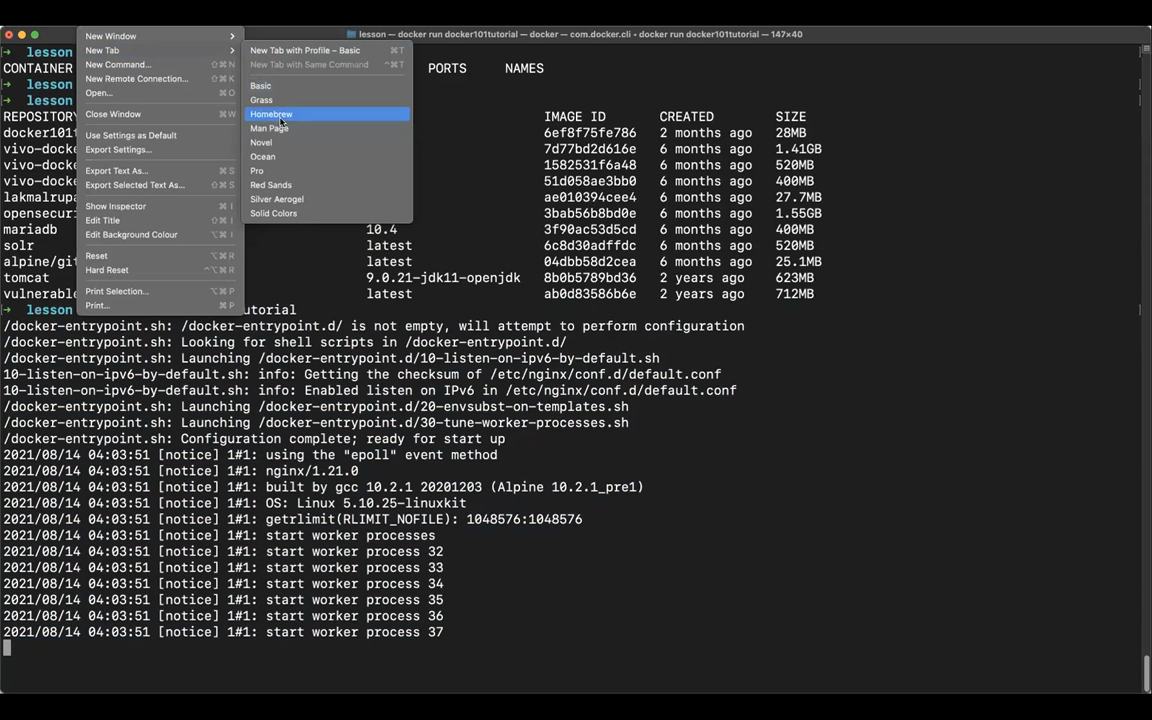 lesson — docker run docker101tutorial — docker — com.docker.cli • docker run docker101tutorial — 147×40
New Window
New Tab
New Command... ⇧⌘N
New Remote Connection... ⇧⌘K
Open... ⌘O
Close Window ⌘W
Use Settings as Default
Export Settings...
Export Text As... ⌘S
Export Selected Text As... ⇧⌘S
Show Inspector ⌘I
Edit Title ⇧⌘I
Edit Background Colour ⌥⌘I
Reset ⌥⌘R
Hard Reset ^⌥⌘R
Print Selection... ⌥⌘P
Print... ⌘P
New Tab with Profile – Basic ⌘T
New Tab with Same Command ^⌘T
Basic
Grass
Homebrew
Man Page
Novel
Ocean
Pro
Red Sands
Silver Aerogel
Solid Colors
→ lesson
CONTAINER PORTS NAMES
→ lesson
→ lesson
REPOSITORY IMAGE ID CREATED SIZE
docker101t 6ef8f75fe786 2 months ago 28MB
vivo-docke 7d77bd2d616e 6 months ago 1.41GB
vivo-docke 1582531f6a48 6 months ago 520MB
vivo-docke 51d058ae3bb0 6 months ago 400MB
lakmalrupa ae010394cee4 6 months ago 27.7MB
opensecuri 3bab56b8bd0e 6 months ago 1.55GB
mariadb 10.4 3f90ac53d5cd 6 months ago 400MB
solr latest 6c8d30adffdc 6 months ago 520MB
alpine/git latest 04dbb58d2cea 6 months ago 25.1MB
tomcat 9.0.21-jdk11-openjdk 8b0b5789bd36 2 years ago 623MB
vulnerable latest ab0d83586b6e 2 years ago 712MB
→ lesson utorial
/docker-entrypoint.sh: /docker-entrypoint.d/ is not empty, will attempt to perform configuration
/docker-entrypoint.sh: Looking for shell scripts in /docker-entrypoint.d/
/docker-entrypoint.sh: Launching /docker-entrypoint.d/10-listen-on-ipv6-by-default.sh
10-listen-on-ipv6-by-default.sh: info: Getting the checksum of /etc/nginx/conf.d/default.conf
10-listen-on-ipv6-by-default.sh: info: Enabled listen on IPv6 in /etc/nginx/conf.d/default.conf
/docker-entrypoint.sh: Launching /docker-entrypoint.d/20-envsubst-on-templates.sh
/docker-entrypoint.sh: Launching /docker-entrypoint.d/30-tune-worker-processes.sh
/docker-entrypoint.sh: Configuration complete; ready for start up
2021/08/14 04:03:51 [notice] 1#1: using the "epoll" event method
2021/08/14 04:03:51 [notice] 1#1: nginx/1.21.0
2021/08/14 04:03:51 [notice] 1#1: built by gcc 10.2.1 20201203 (Alpine 10.2.1_pre1)
2021/08/14 04:03:51 [notice] 1#1: OS: Linux 5.10.25-linuxkit
2021/08/14 04:03:51 [notice] 1#1: getrlimit(RLIMIT_NOFILE): 1048576:1048576
2021/08/14 04:03:51 [notice] 1#1: start worker processes
2021/08/14 04:03:51 [notice] 1#1: start worker process 32
2021/08/14 04:03:51 [notice] 1#1: start worker process 33
2021/08/14 04:03:51 [notice] 1#1: start worker process 34
2021/08/14 04:03:51 [notice] 1#1: start worker process 35
2021/08/14 04:03:51 [notice] 1#1: start worker process 36
2021/08/14 04:03:51 [notice] 1#1: start worker process 37